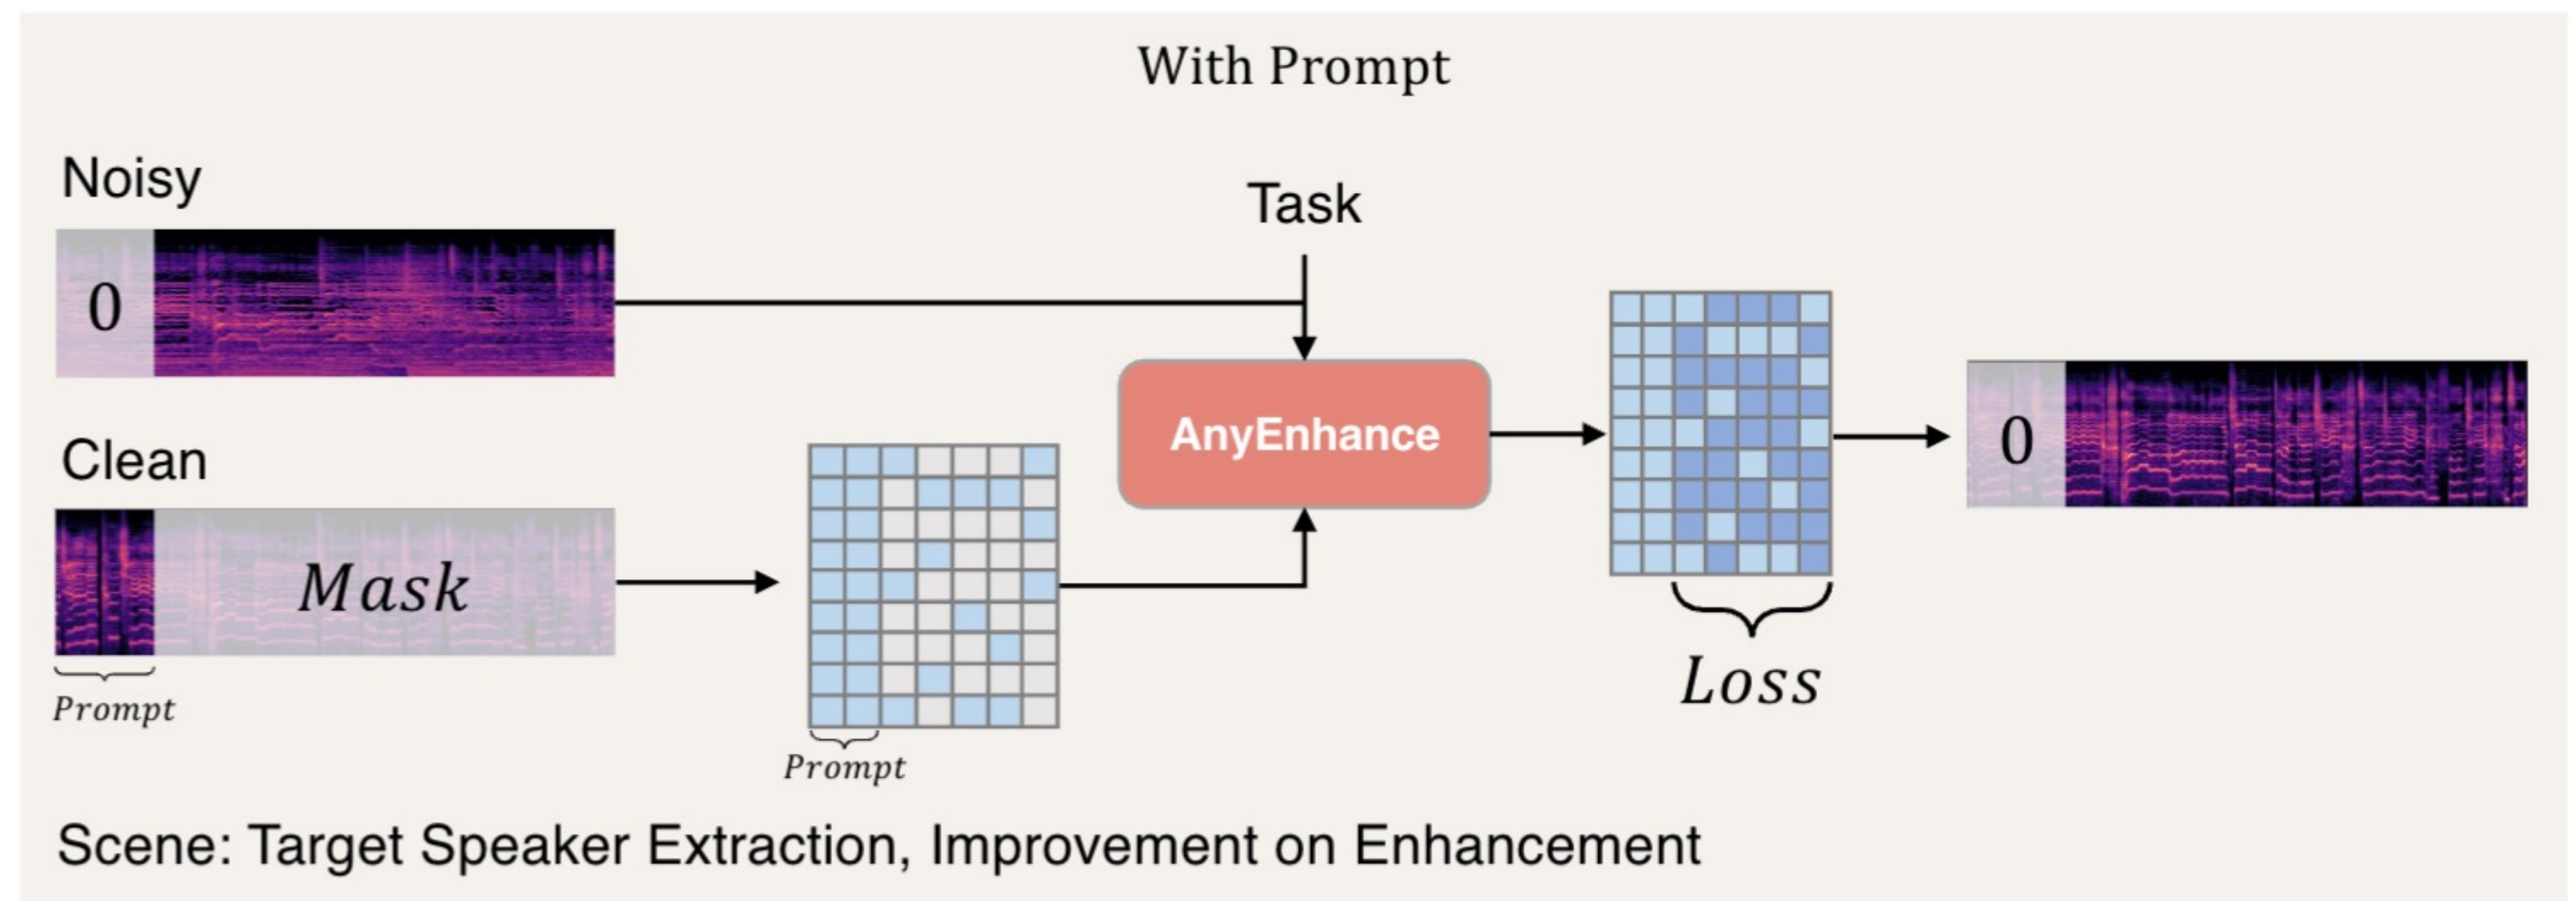 With Prompt
Noisy
Task
0
AnyEnhance
0
Clean
Mask
Prompt
Prompt
Loss
Scene: Target Speaker Extraction, Improvement on Enhancement